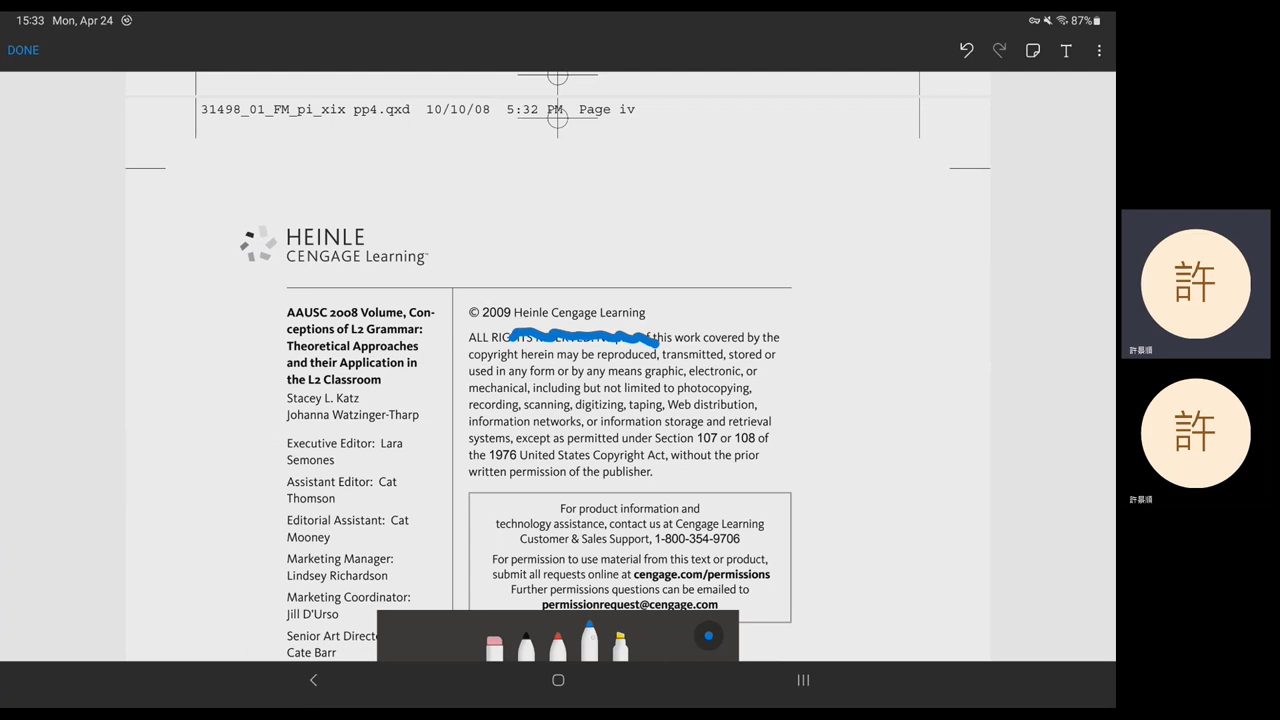 15:33 Mon, Apr 24
87%
DONE
T
31498_01_FM_pi_xix pp4.qxd 10/10/08 5:32 PM Page iv
HEINLE
CENGAGE Learning™
AAUSC 2008 Volume, Con-
ceptions of L2 Grammar:
Theoretical Approaches
and their Application in
the L2 Classroom
Stacey L. Katz
Johanna Watzinger-Tharp
Executive Editor: Lara
Semones
Assistant Editor: Cat
Thomson
Editorial Assistant: Cat
Mooney
Marketing Manager:
Lindsey Richardson
Marketing Coordinator:
Jill D'Urso
Senior Art Direct
Cate Barr
© 2009 Heinle Cengage Learning
ALL this work covered by the
copyright herein may be reproduced, transmitted, stored or
used in any form or by any means graphic, electronic, or
mechanical, including but not limited to photocopying,
recording, scanning, digitizing, taping, Web distribution,
information networks, or information storage and retrieval
systems, except as permitted under Section 107 or 108 of
the 1976 United States Copyright Act, without the prior
written permission of the publisher.
For product information and
technology assistance, contact us at Cengage Learning
Customer & Sales Support, 1-800-354-9706
For permission to use material from this text or product,
submit all requests online at cengage.com/permissions
Further permissions questions can be emailed to
permissionrequest@cengage.com
許
許景順
許
許景順